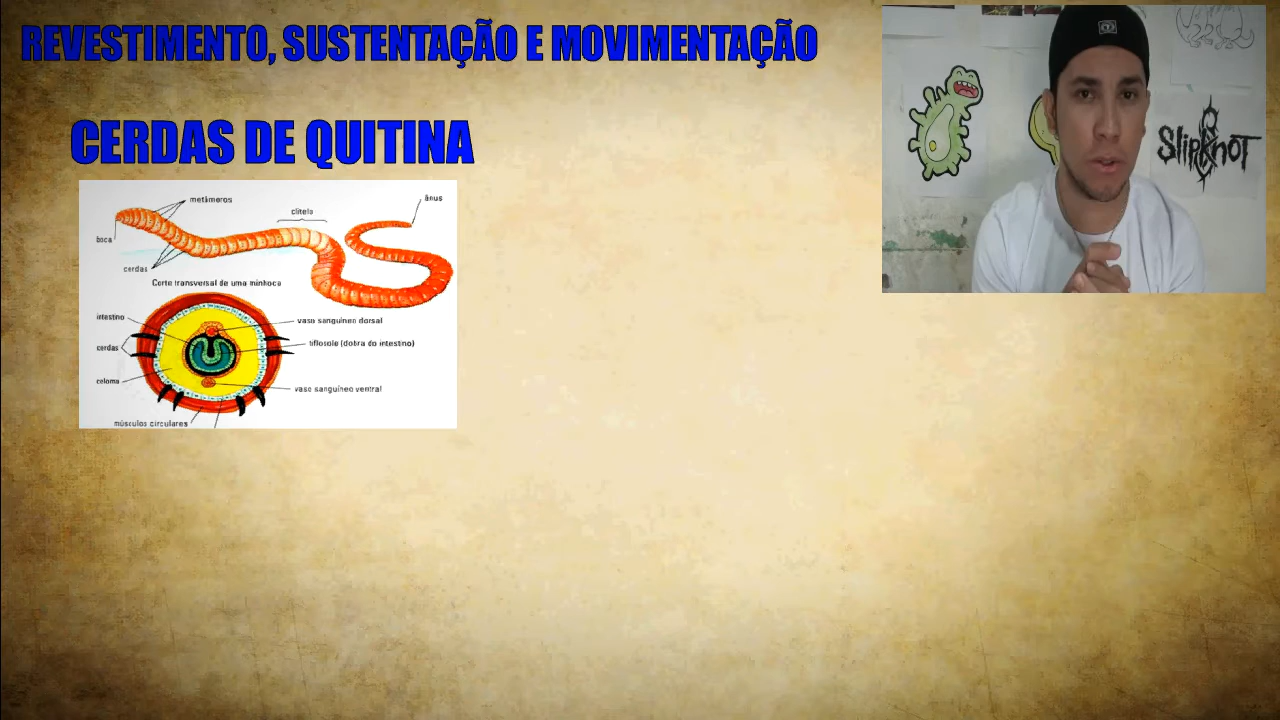 REVESTIMENTO, SUSTENTAÇÃO E MOVIMENTAÇÃO
CERDAS DE QUITINA
metâmeros
ânus
clitelo
boca
cerdas
Corte transversal de uma minhoca
intestino
vaso sanguíneo dorsal
cerdas
tiflosole (dobra do intestino)
celoma
vaso sanguíneo ventral
músculos circulares
SlipKnoT